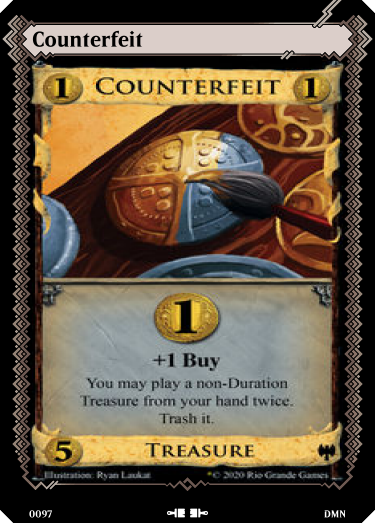 Counterfeit
1 COUNTERFEIT 1
1
+1 Buy
You may play a non-Duration
Treasure from your hand twice.
Trash it.
5 TREASURE
Illustration: Ryan Laukat *© 2020 Rio Grande Games
0097 DMN